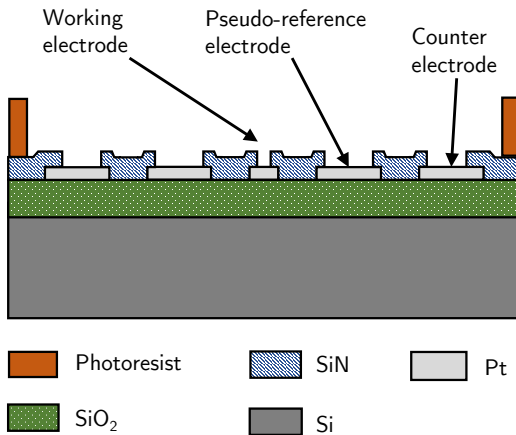 Working
electrode
Pseudo-reference
electrode
Counter
electrode
Photoresist
SiN
Pt
SiO₂
Si